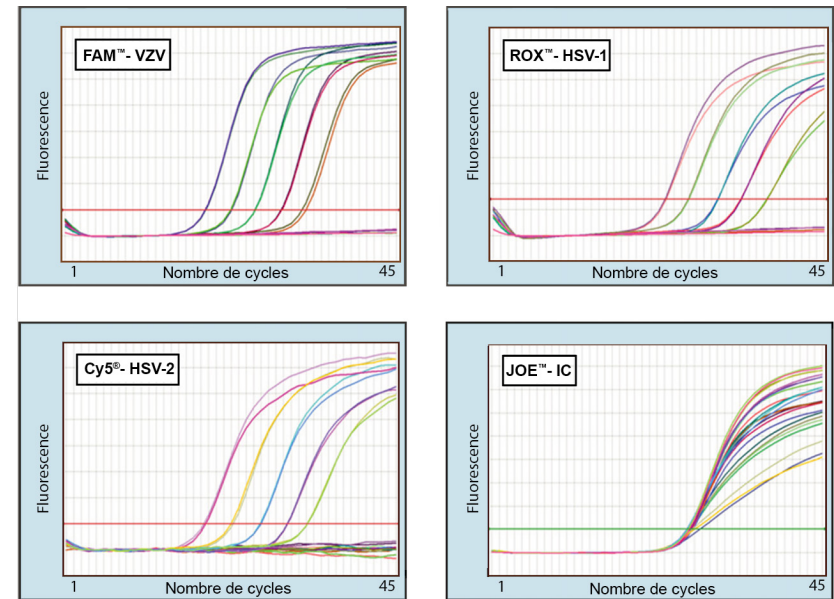 FAM™- VZV
Fluorescence
1
Nombre de cycles
45
ROX™- HSV-1
Fluorescence
1
Nombre de cycles
45
Cy5®- HSV-2
Fluorescence
1
Nombre de cycles
45
JOE™- IC
Fluorescence
1
Nombre de cycles
45